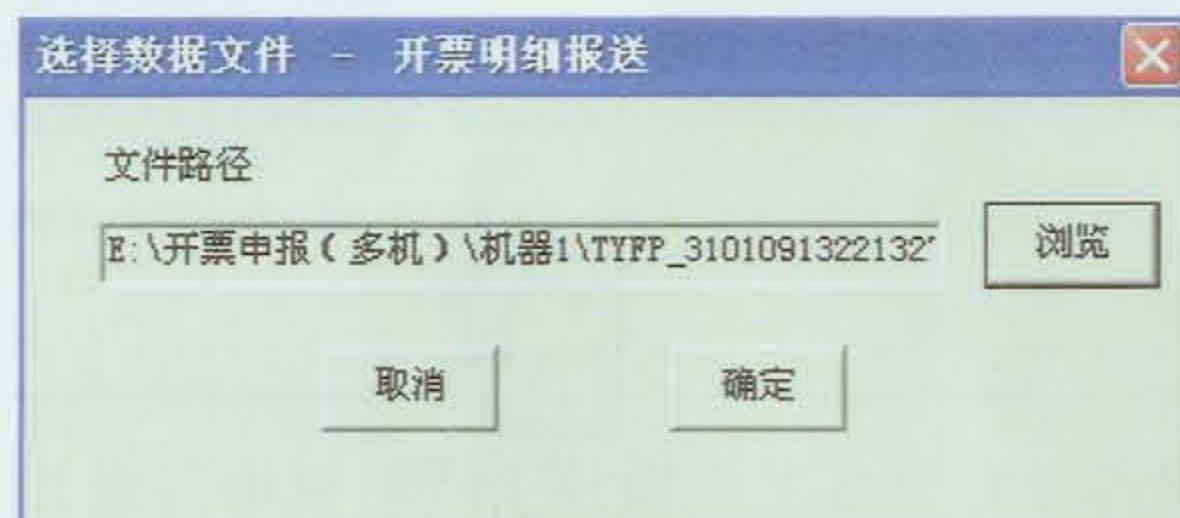 选择数据文件 - 开票明细报送
文件路径
E:\开票申报(多机)\机器1\TYFP_3101091322132
浏览
取消
确定